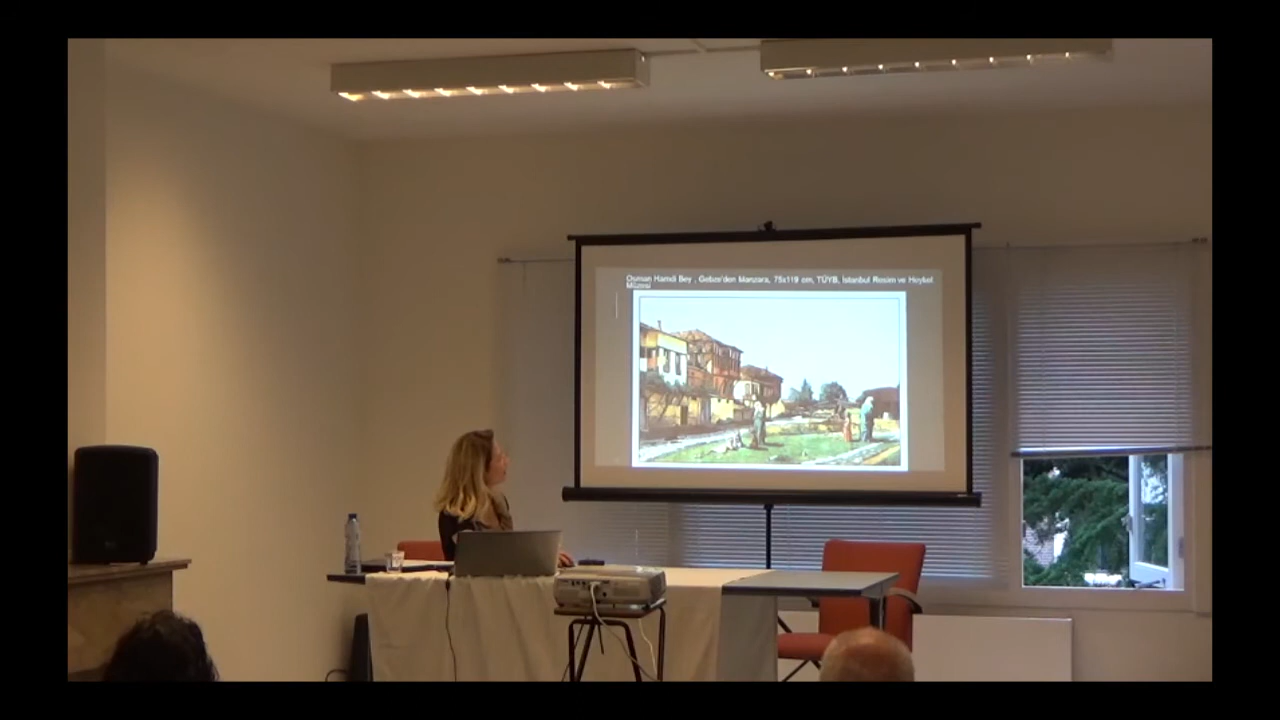 Osman Hamdi Bey , Gebze'den Manzara, 75x119 cm, TÜYB, İstanbul Resim ve Heykel
Müzesi